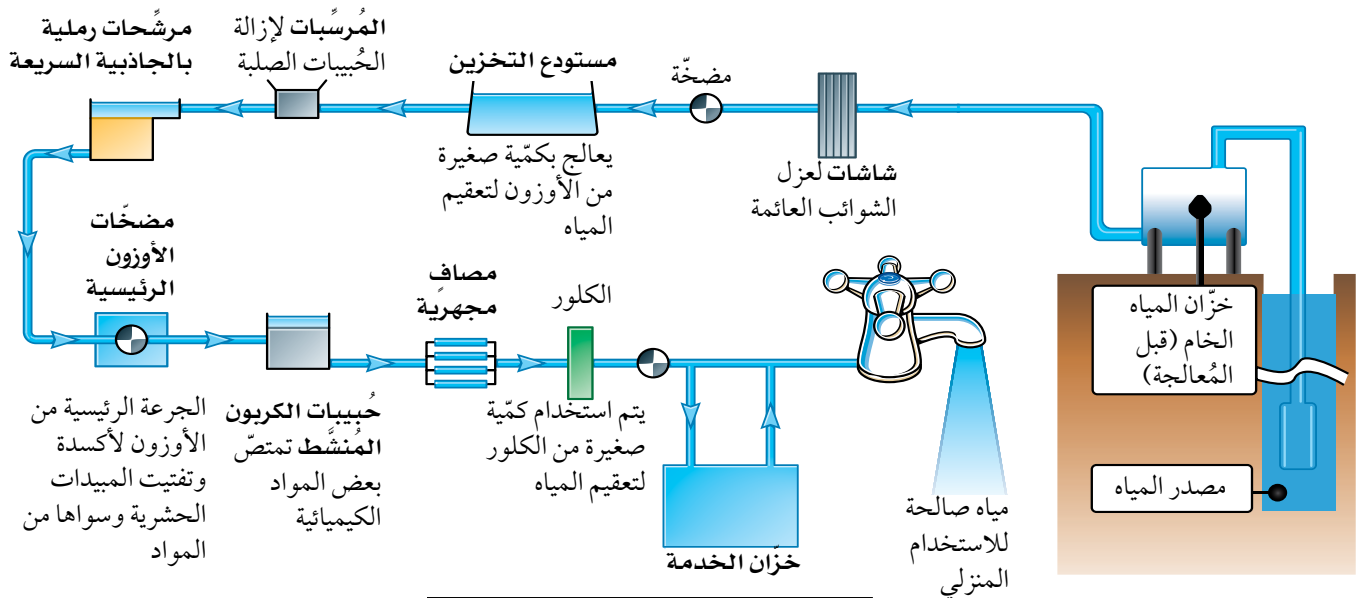 مرشِّحات رملية
بالجاذبية السريعة
المُرسِّبات لإزالة
الحُبيبات الصلبة
مستودع التخزين
يعالج بكمّية صغيرة
من الأوزون لتعقيم
المياه
مضخّة
شاشات لعزل
الشوائب العائمة
خزّان المياه
الخام (قبل
المُعالجة)
مصدر المياه
مضخّات
الأوزون
الرئيسية
الجرعة الرئيسية من
الأوزون لأكسدة
وتفتيت المبيدات
الحشرية وسواها من
المواد
حُبيبات الكربون
المُنشَّط تمتصّ
بعض المواد
الكيميائية
مصافٍ
مجهرية
الكلور
يتم استخدام كمّية
صغيرة من الكلور
لتعقيم المياه
خزّان الخدمة
مياه صالحة
للاستخدام
المنزلي